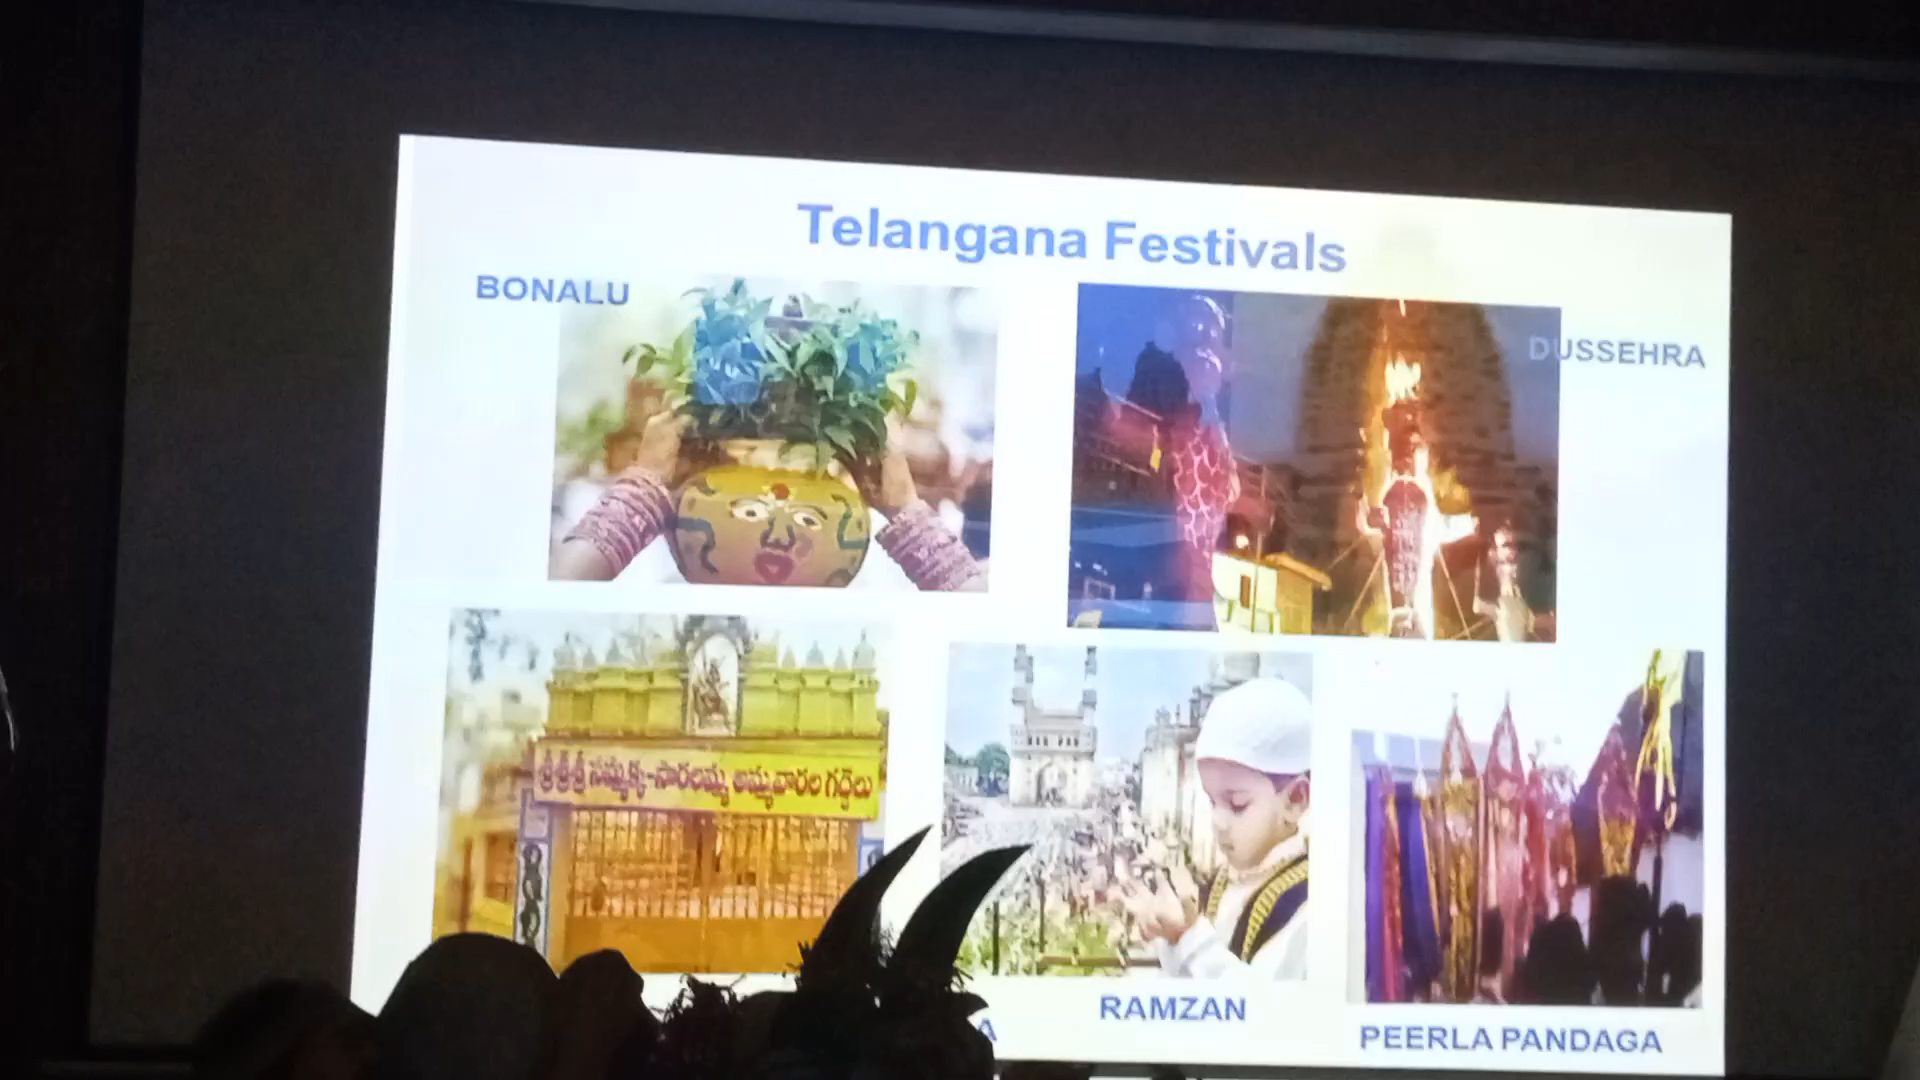 Telangana Festivals
BONALU
DUSSEHRA
శ్రీశ్రీశ్రీ సమ్మక్క-సారలమ్మ అమ్మవారల గద్దెలు
RAMZAN
PEERLA PANDAGA